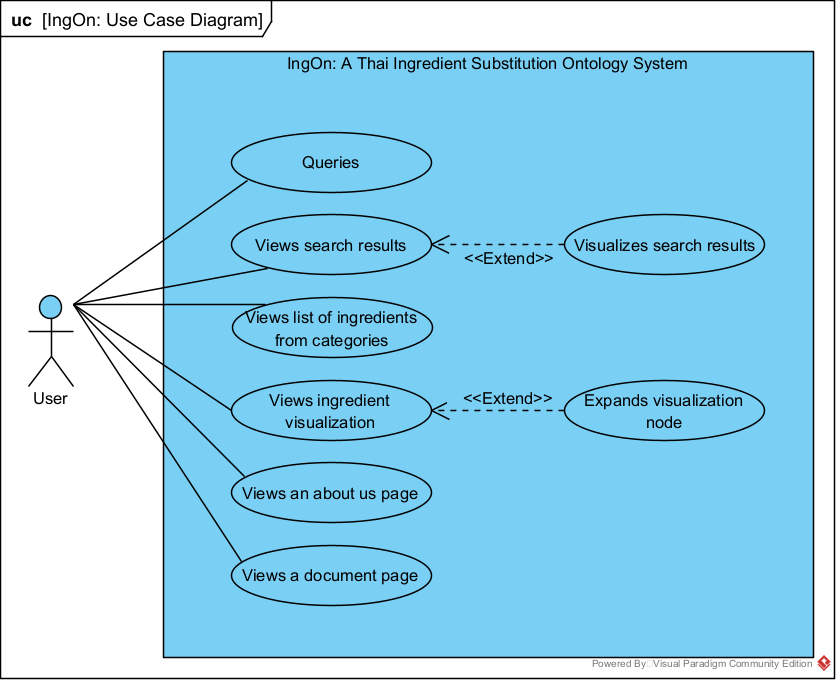 uc [IngOn: Use Case Diagram]
IngOn: A Thai Ingredient Substitution Ontology System
Queries
Views search results
<<Extend>>
Visualizes search results
Views list of ingredients
from categories
User
Views ingredient
visualization
<<Extend>>
Expands visualization
node
Views an about us page
Views a document page
Powered By Visual Paradigm Community Edition